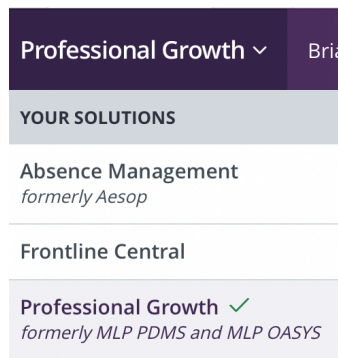 Professional Growth
YOUR SOLUTIONS
Absence Management
formerly Aesop
Frontline Central
Professional Growth
formerly MLP PDMS and MLP OASYS